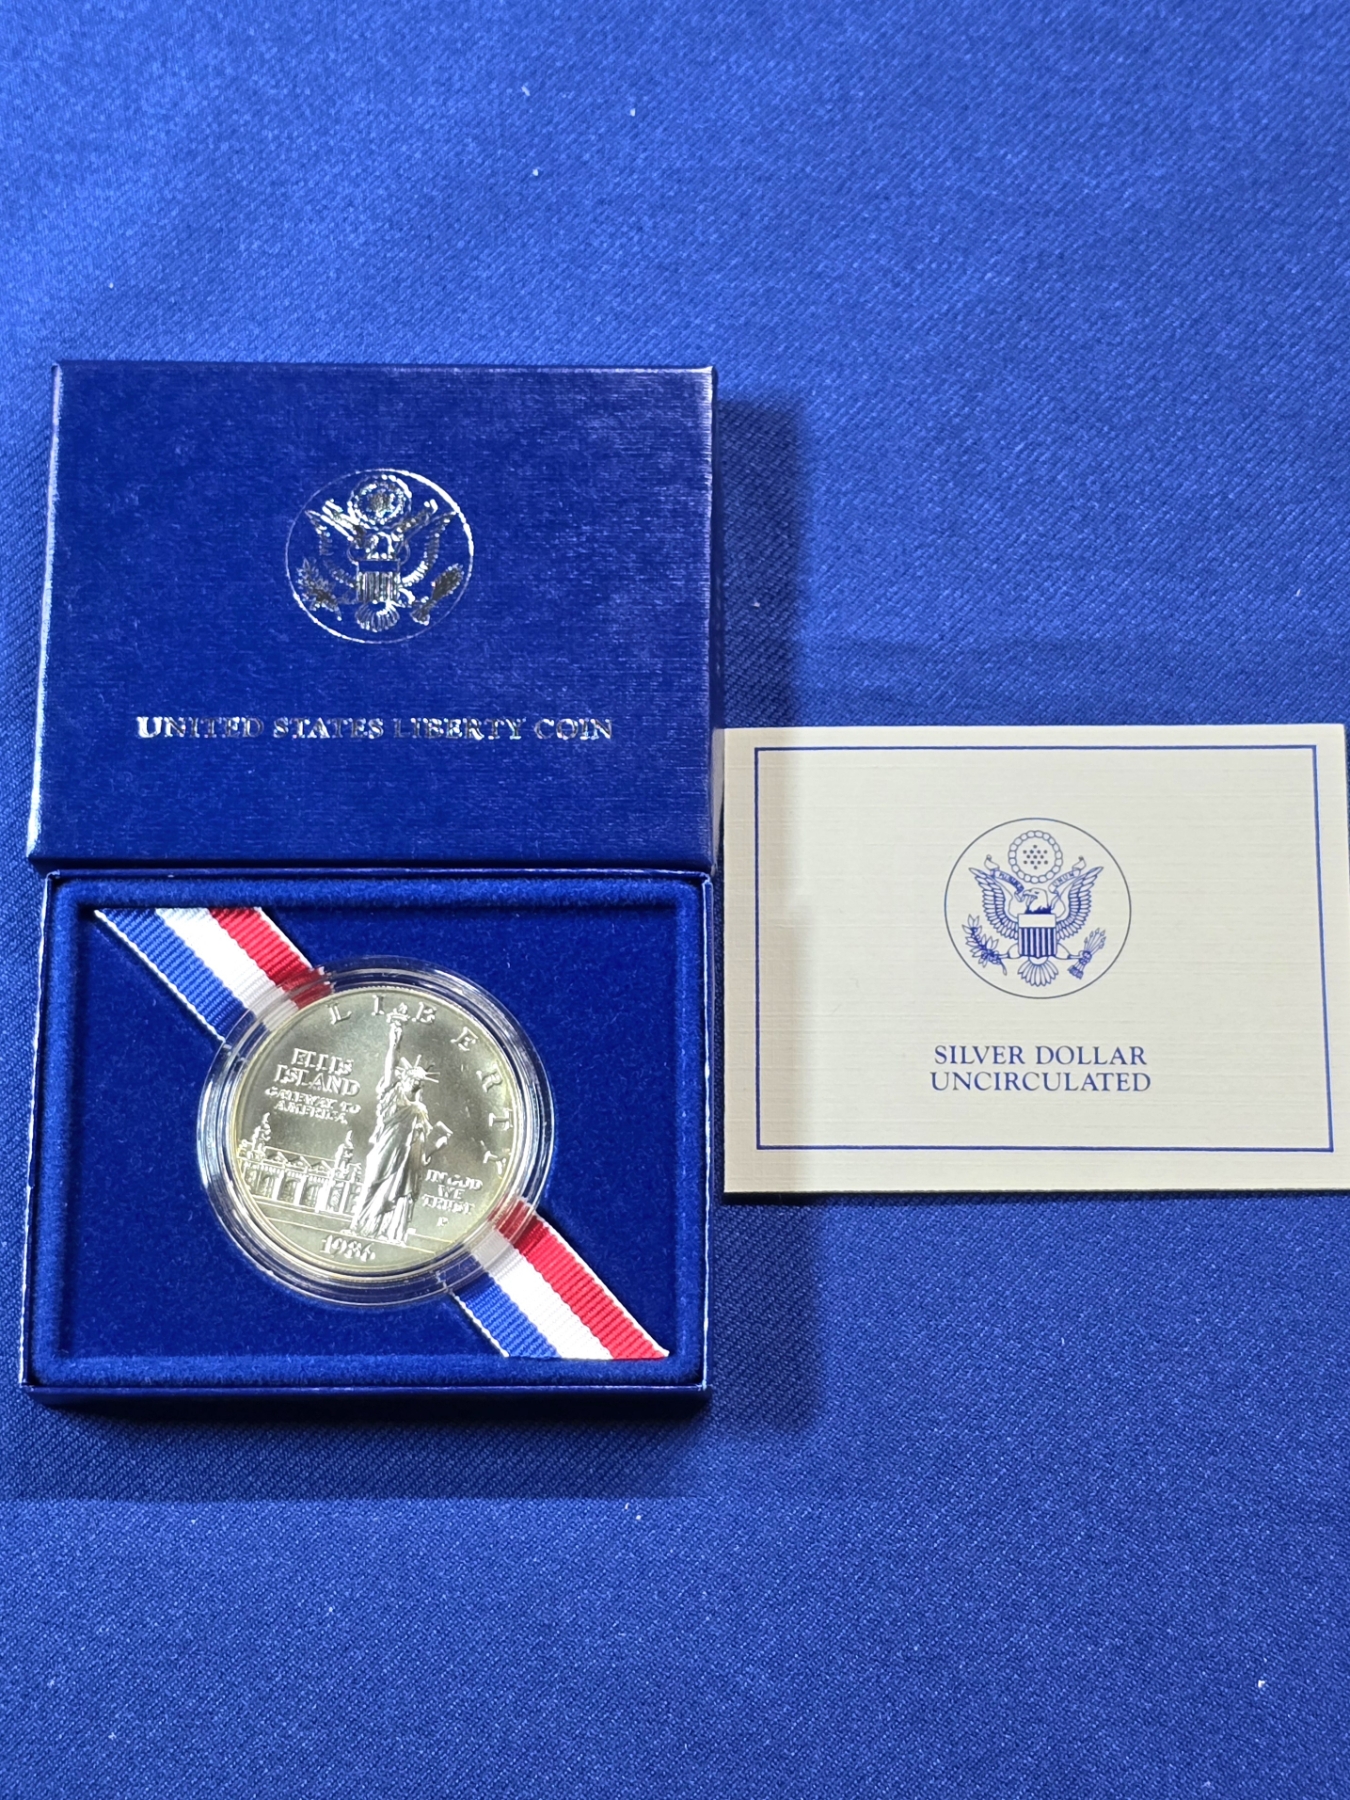 UNITED STATES LIBERTY COIN
LIBERTY
ELLIS
ISLAND
GATEWAY TO
AMERICA
IN GOD
WE
TRUST
P
1986
SILVER DOLLAR
UNCIRCULATED